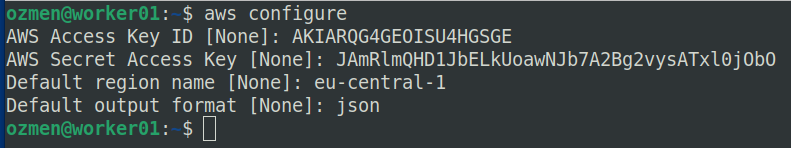 ozmen@worker01:~$ aws configure
AWS Access Key ID [None]: AKIARQG4GEOISU4HGSGE
AWS Secret Access Key [None]: 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
Default region name [None]: eu-central-1
Default output format [None]: json
ozmen@worker01:~$